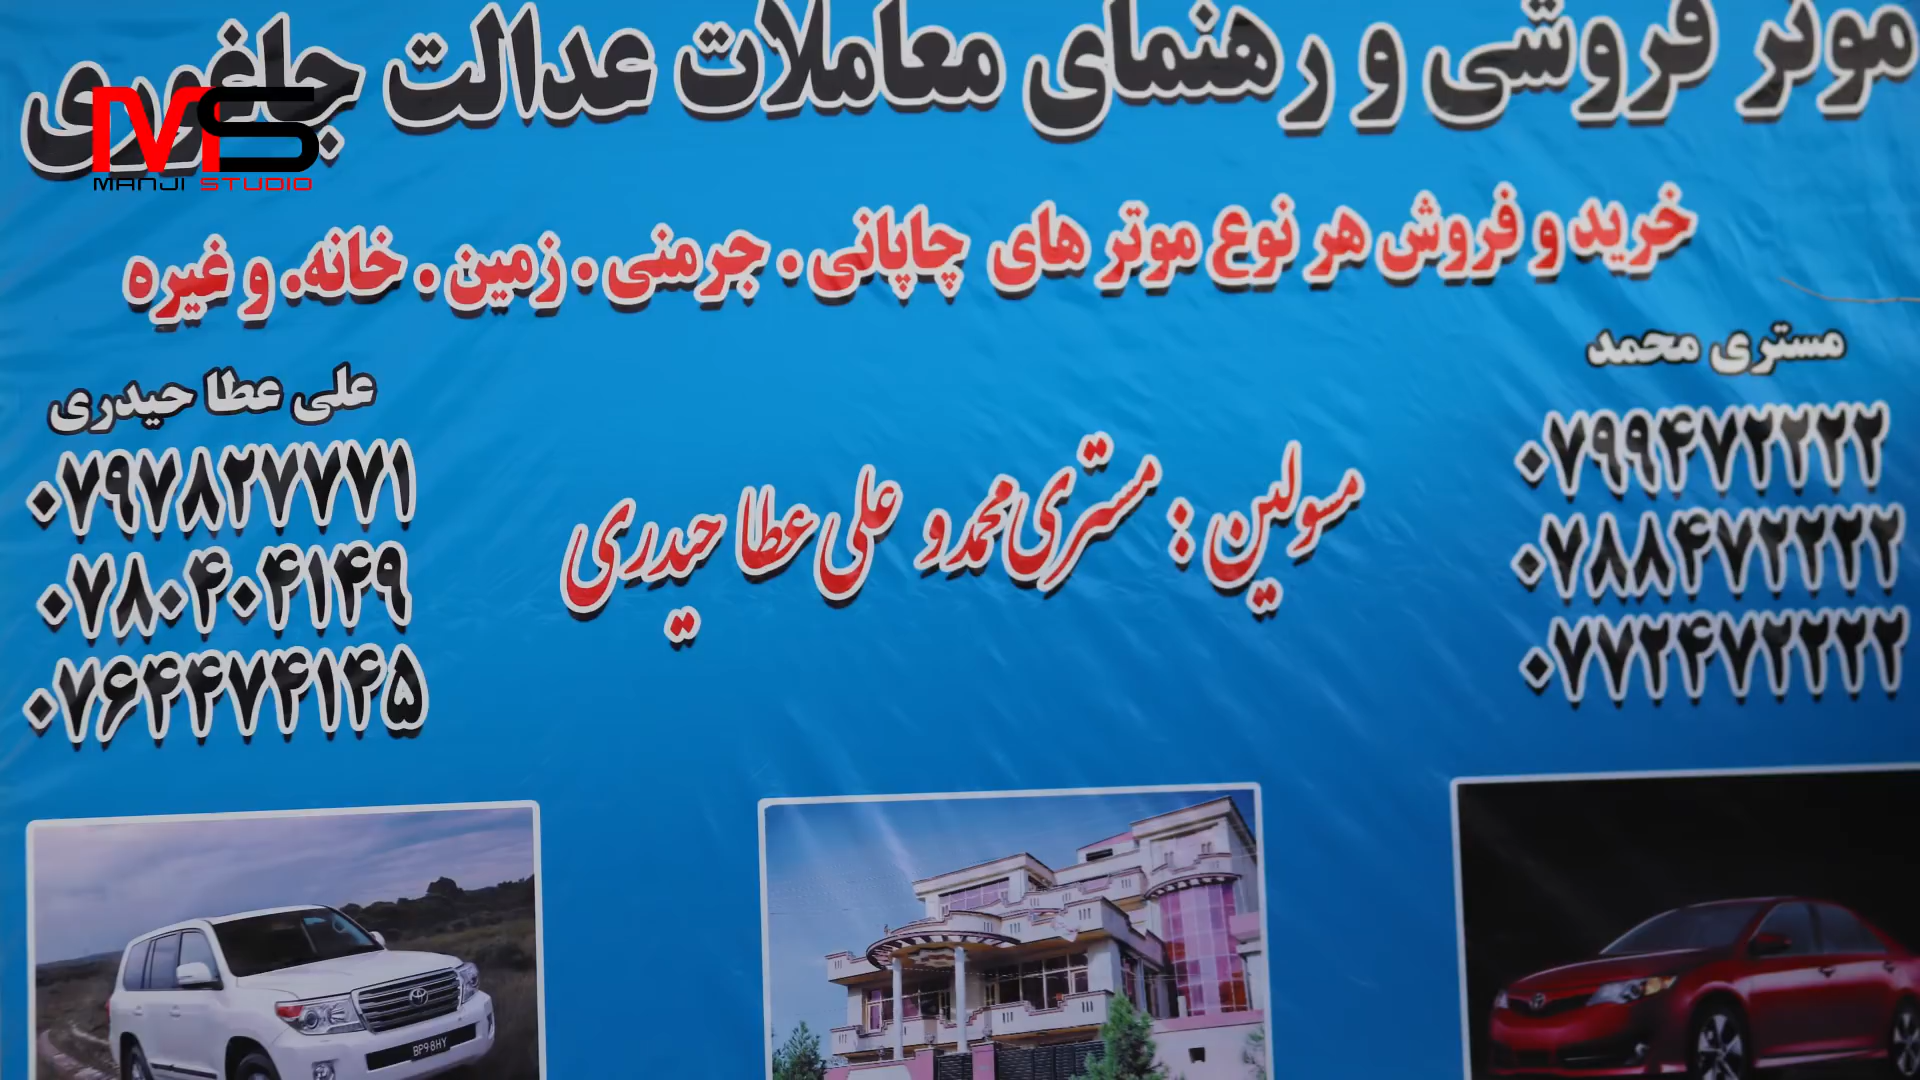 موتر فروشی و رهنمای معاملات عدالت جاغوری
MS
MANJI STUDIO
خرید و فروش هر نوع موتر های چاپانی . جرمنی . زمین . خانه. و غیره
مستری محمد
۰۷۹۹۴۷۲۲۲۲
۰۷۸۸۴۷۲۲۲۲
۰۷۷۲۴۷۲۲۲۲
مسولین : مستری محمد و علی عطا حیدری
علی عطا حیدری
۰۷۹۷۸۲۷۷۷۱
۰۷۸۰۴۰۴۱۴۹
۰۷۶۴۴۷۴۱۴۵
BP98HY